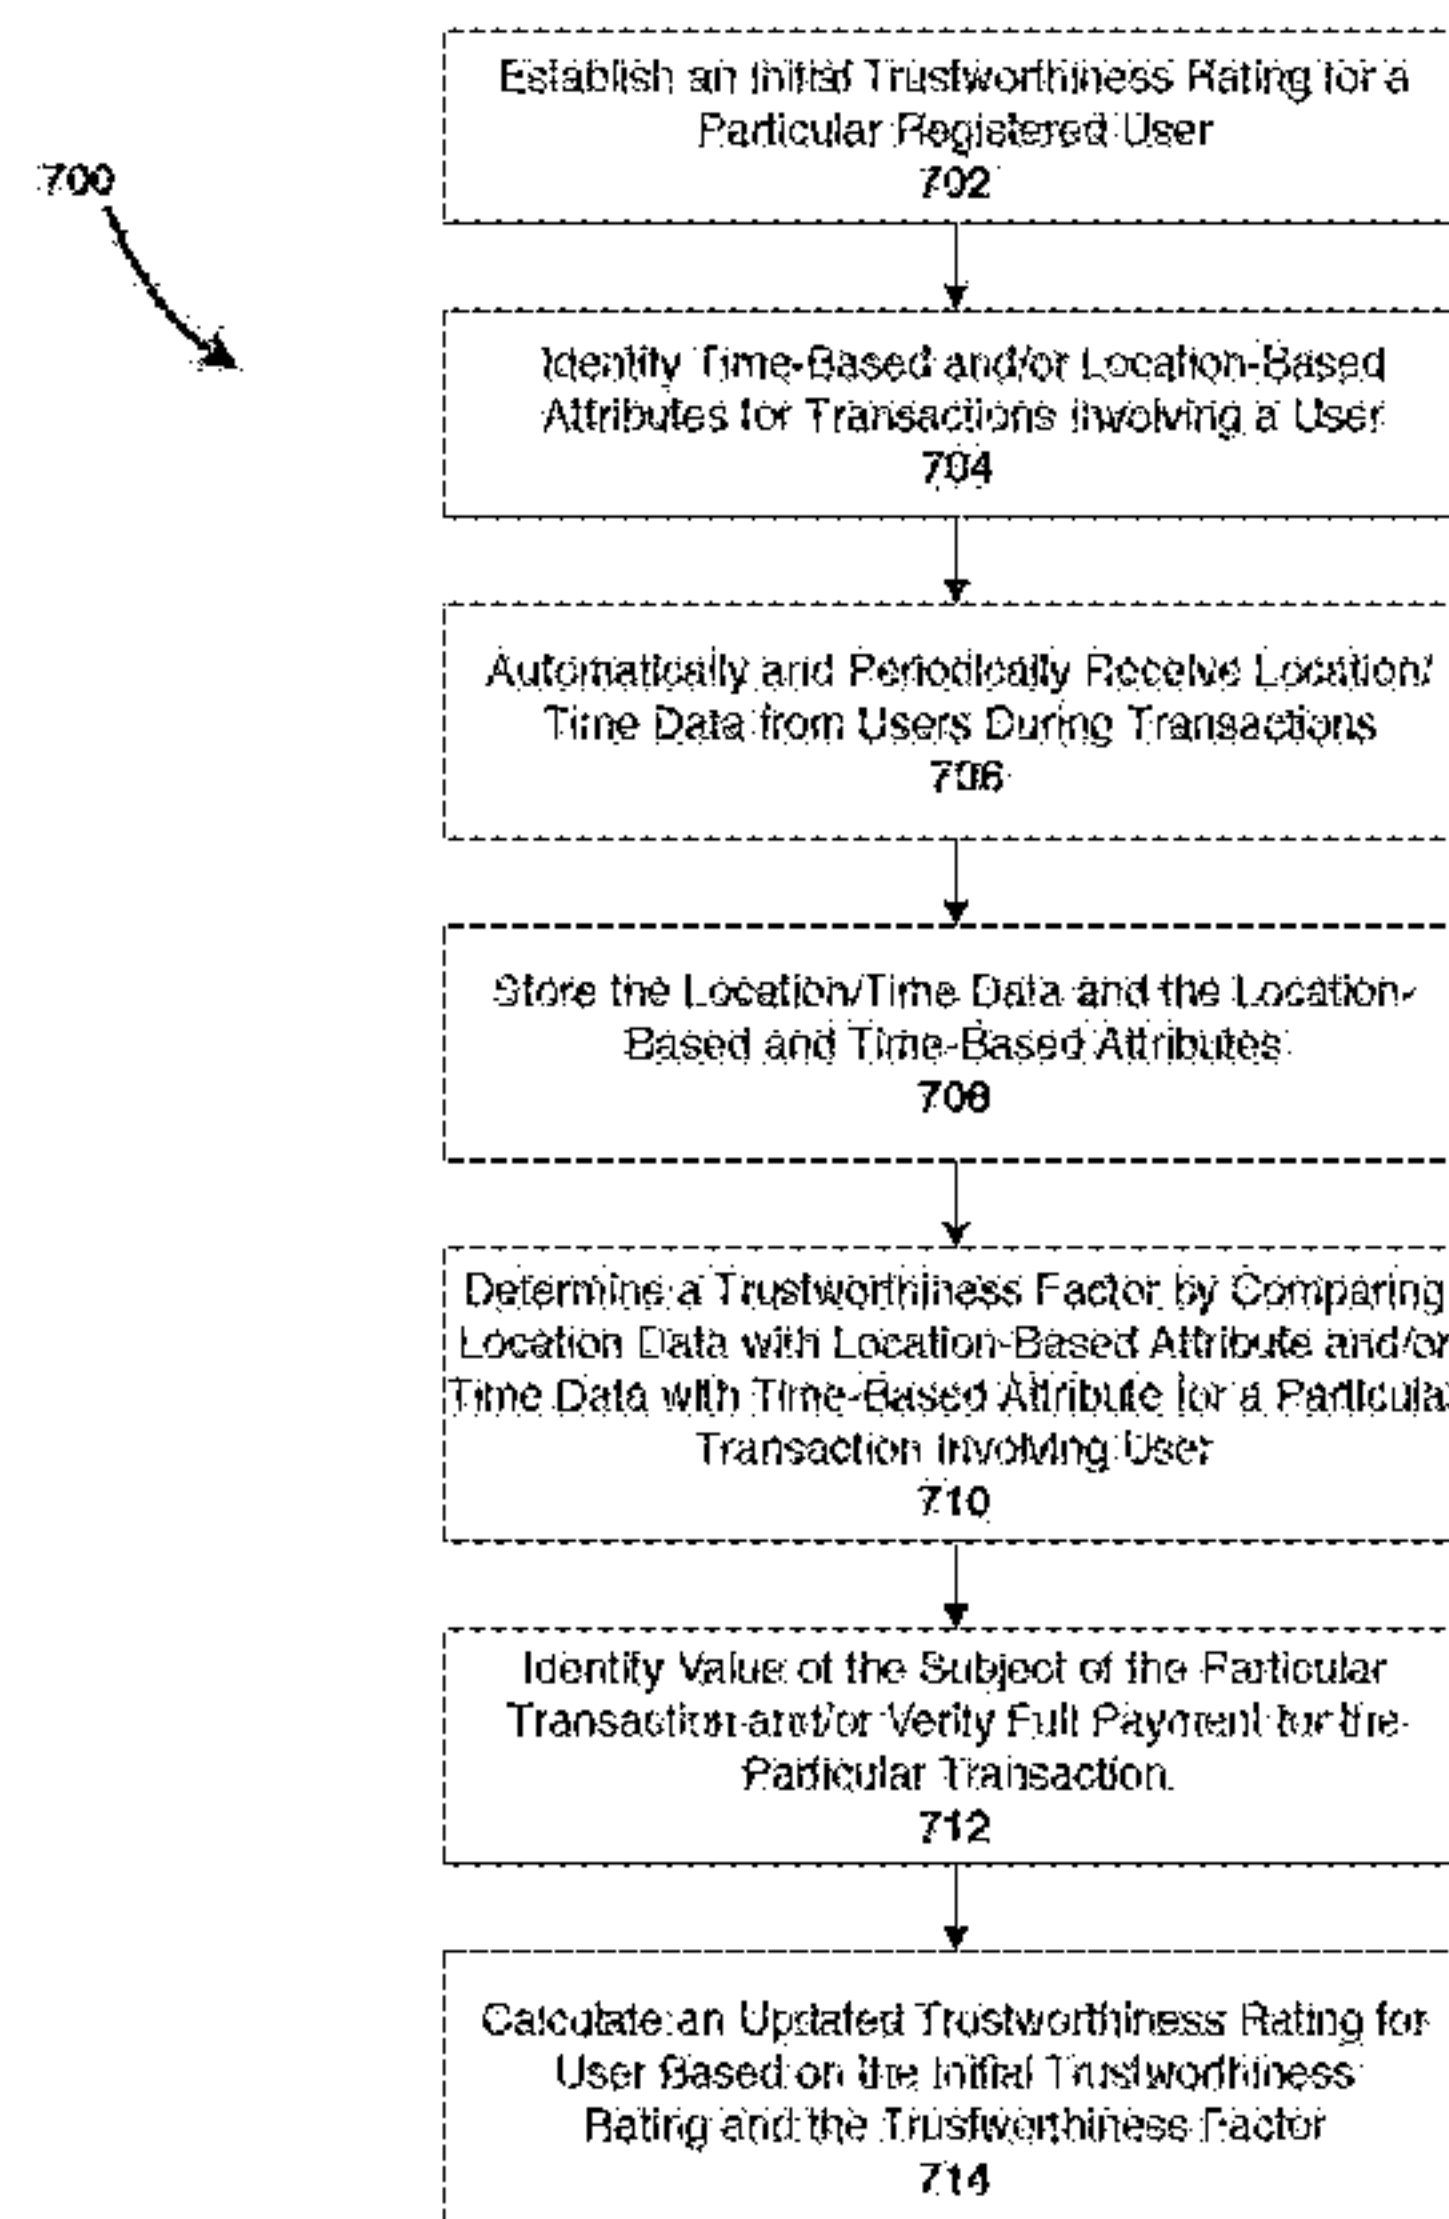 Establish an Initial Trustworthiness Rating for a
Particular Registered User
702
700
Identify Time-Based and/or Location-Based
Attributes for Transactions Involving a User
704
Automatically and Periodically Receive Location/
Time Data from Users During Transactions
706
Store the Location/Time Data and the Location-
Based and Time-Based Attributes
708
Determine a Trustworthiness Factor by Comparing
Location Data with Location-Based Attribute and/or
Time Data with Time-Based Attribute for a Particular
Transaction Involving User
710
Identify Value of the Subject of the Particular
Transaction and/or Verify Full Payment for the
Particular Transaction.
712
Calculate an Updated Trustworthiness Rating for
User Based on the Initial Trustworthiness
Rating and the Trustworthiness Factor
714